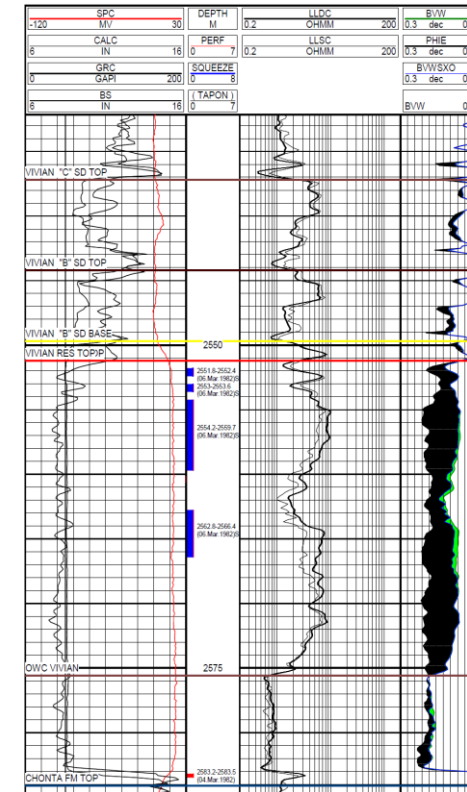 SPC DEPTH LLDC BVW
-120 MV 30 M 0.2 OHMM 200 0.3 dec 0
CALC PERF LLSC PHIE
6 IN 16 0 7 0.2 OHMM 200 0.3 dec 0
GRC SQUEEZE BVWSXO
0 GAPI 200 0 8 0.3 dec 0
BS ( TAPON )
6 IN 16 0 7 BVW 0
VIVIAN "C" SD TOP
VIVIAN "B" SD TOP
VIVIAN "B" SD BASE
2550
VIVIAN RES TOP
2551.8-2552.4
(06.Mar.1982)S
2553-2553.6
(06.Mar.1982)S
2554.2-2559.7
(06.Mar.1982)S
2562.8-2566.4
(06.Mar.1982)S
OWC VIVIAN 2575
2583.2-2583.5
CHONTA FM TOP (04.Mar.1982)